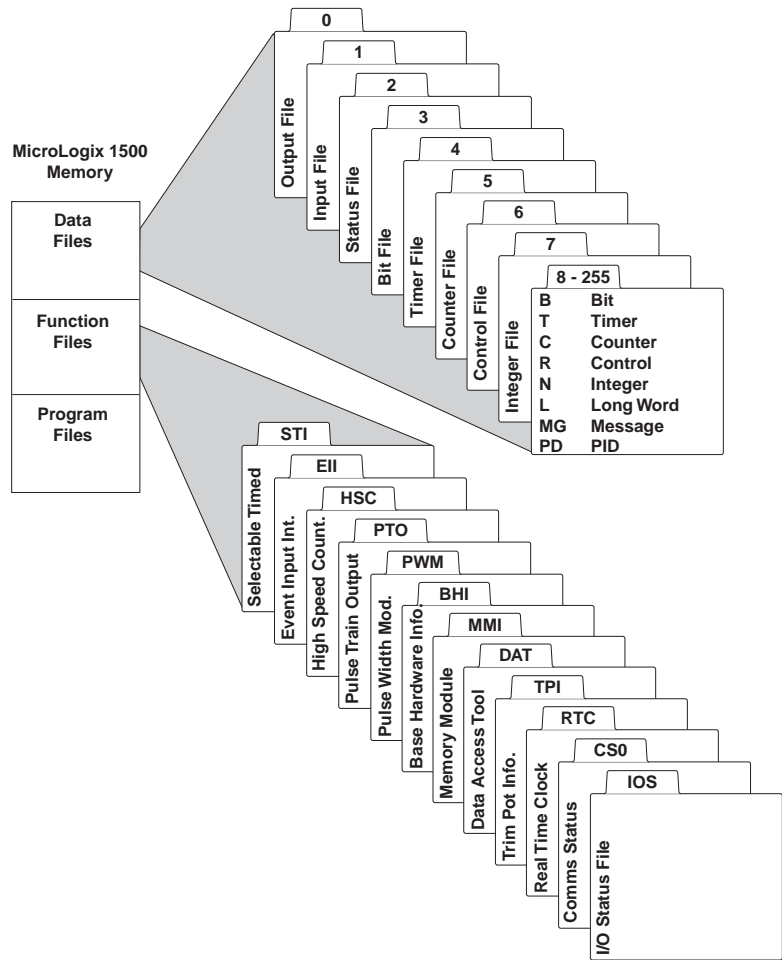 MicroLogix 1500
Memory
Data
Files
Function
Files
Program
Files
0
Output File
1
Input File
2
Status File
3
Bit File
4
Timer File
5
Counter File
6
Control File
7
Integer File
8 - 255
B Bit
T Timer
C Counter
R Control
N Integer
L Long Word
MG Message
PD PID
STI
Selectable Timed
EII
Event Input Int.
HSC
High Speed Count.
PTO
Pulse Train Output
PWM
Pulse Width Mod.
BHI
Base Hardware Info.
MMI
Memory Module
DAT
Data Access Tool
TPI
Trim Pot Info.
RTC
Real Time Clock
CS0
Comms Status
IOS
I/O Status File